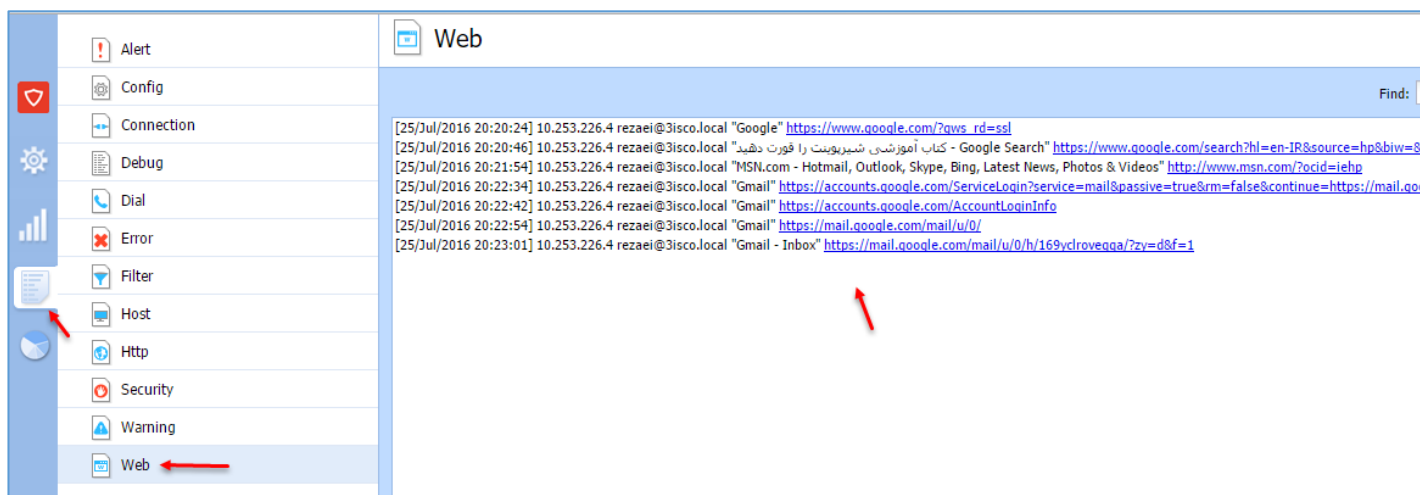 Alert
Config
Connection
Debug
Dial
Error
Filter
Host
Http
Security
Warning
Web
Web
Find:
[25/Jul/2016 20:20:24] 10.253.226.4 rezaei@3isco.local "Google" https://www.google.com/?gws_rd=ssl
[25/Jul/2016 20:20:46] 10.253.226.4 rezaei@3isco.local "کتاب آموزشی شیرپوینت را قورت دهید - Google Search" https://www.google.com/search?hl=en-IR&source=hp&biw=&
[25/Jul/2016 20:21:54] 10.253.226.4 rezaei@3isco.local "MSN.com - Hotmail, Outlook, Skype, Bing, Latest News, Photos & Videos" http://www.msn.com/?ocid=iehp
[25/Jul/2016 20:22:34] 10.253.226.4 rezaei@3isco.local "Gmail" https://accounts.google.com/ServiceLogin?service=mail&passive=true&rm=false&continue=https://mail.goo
[25/Jul/2016 20:22:42] 10.253.226.4 rezaei@3isco.local "Gmail" https://accounts.google.com/AccountLoginInfo
[25/Jul/2016 20:22:54] 10.253.226.4 rezaei@3isco.local "Gmail" https://mail.google.com/mail/u/0/
[25/Jul/2016 20:23:01] 10.253.226.4 rezaei@3isco.local "Gmail - Inbox" https://mail.google.com/mail/u/0/h/169yclroveqqa/?zy=d&f=1